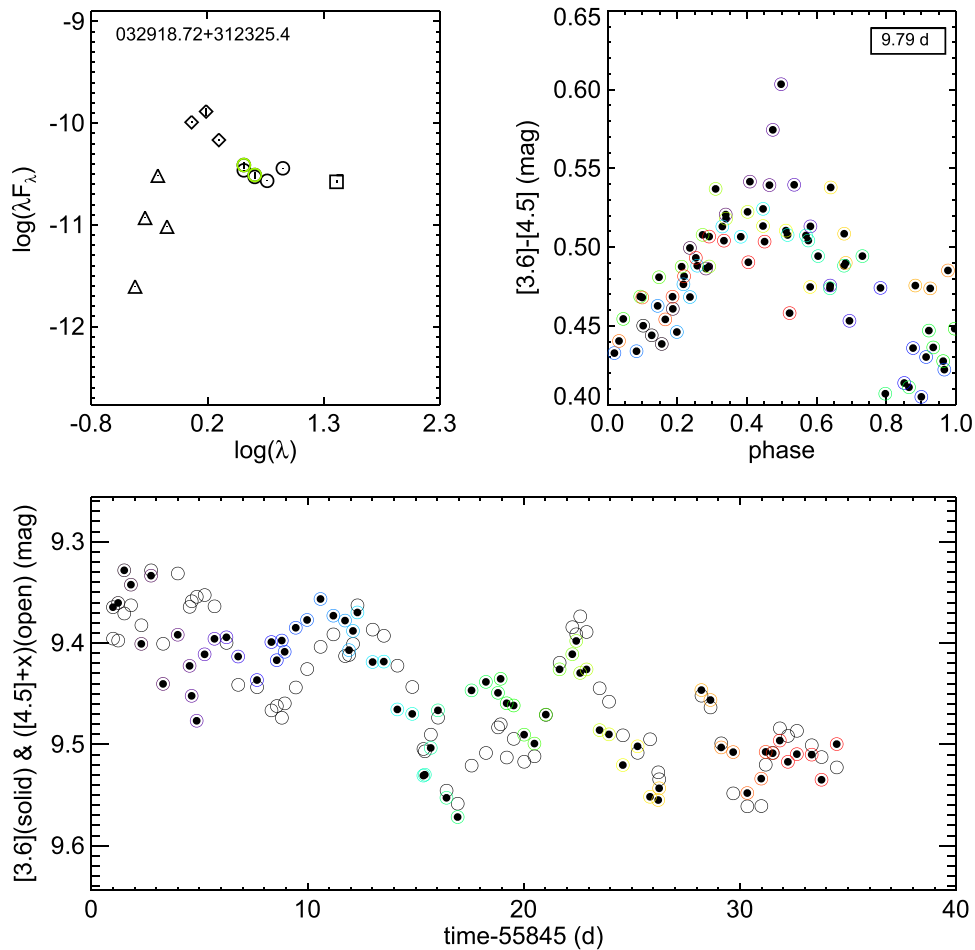 -9
-10
-11
-12
log(λFλ)
032918.72+312325.4
-0.8 0.2 1.3 2.3
log(λ)
0.65
0.60
0.55
0.50
0.45
0.40
[3.6]-[4.5] (mag)
9.79 d
0.0 0.2 0.4 0.6 0.8 1.0
phase
9.3
9.4
9.5
9.6
[3.6](solid) & ([4.5]+x)(open) (mag)
0 10 20 30 40
time-55845 (d)